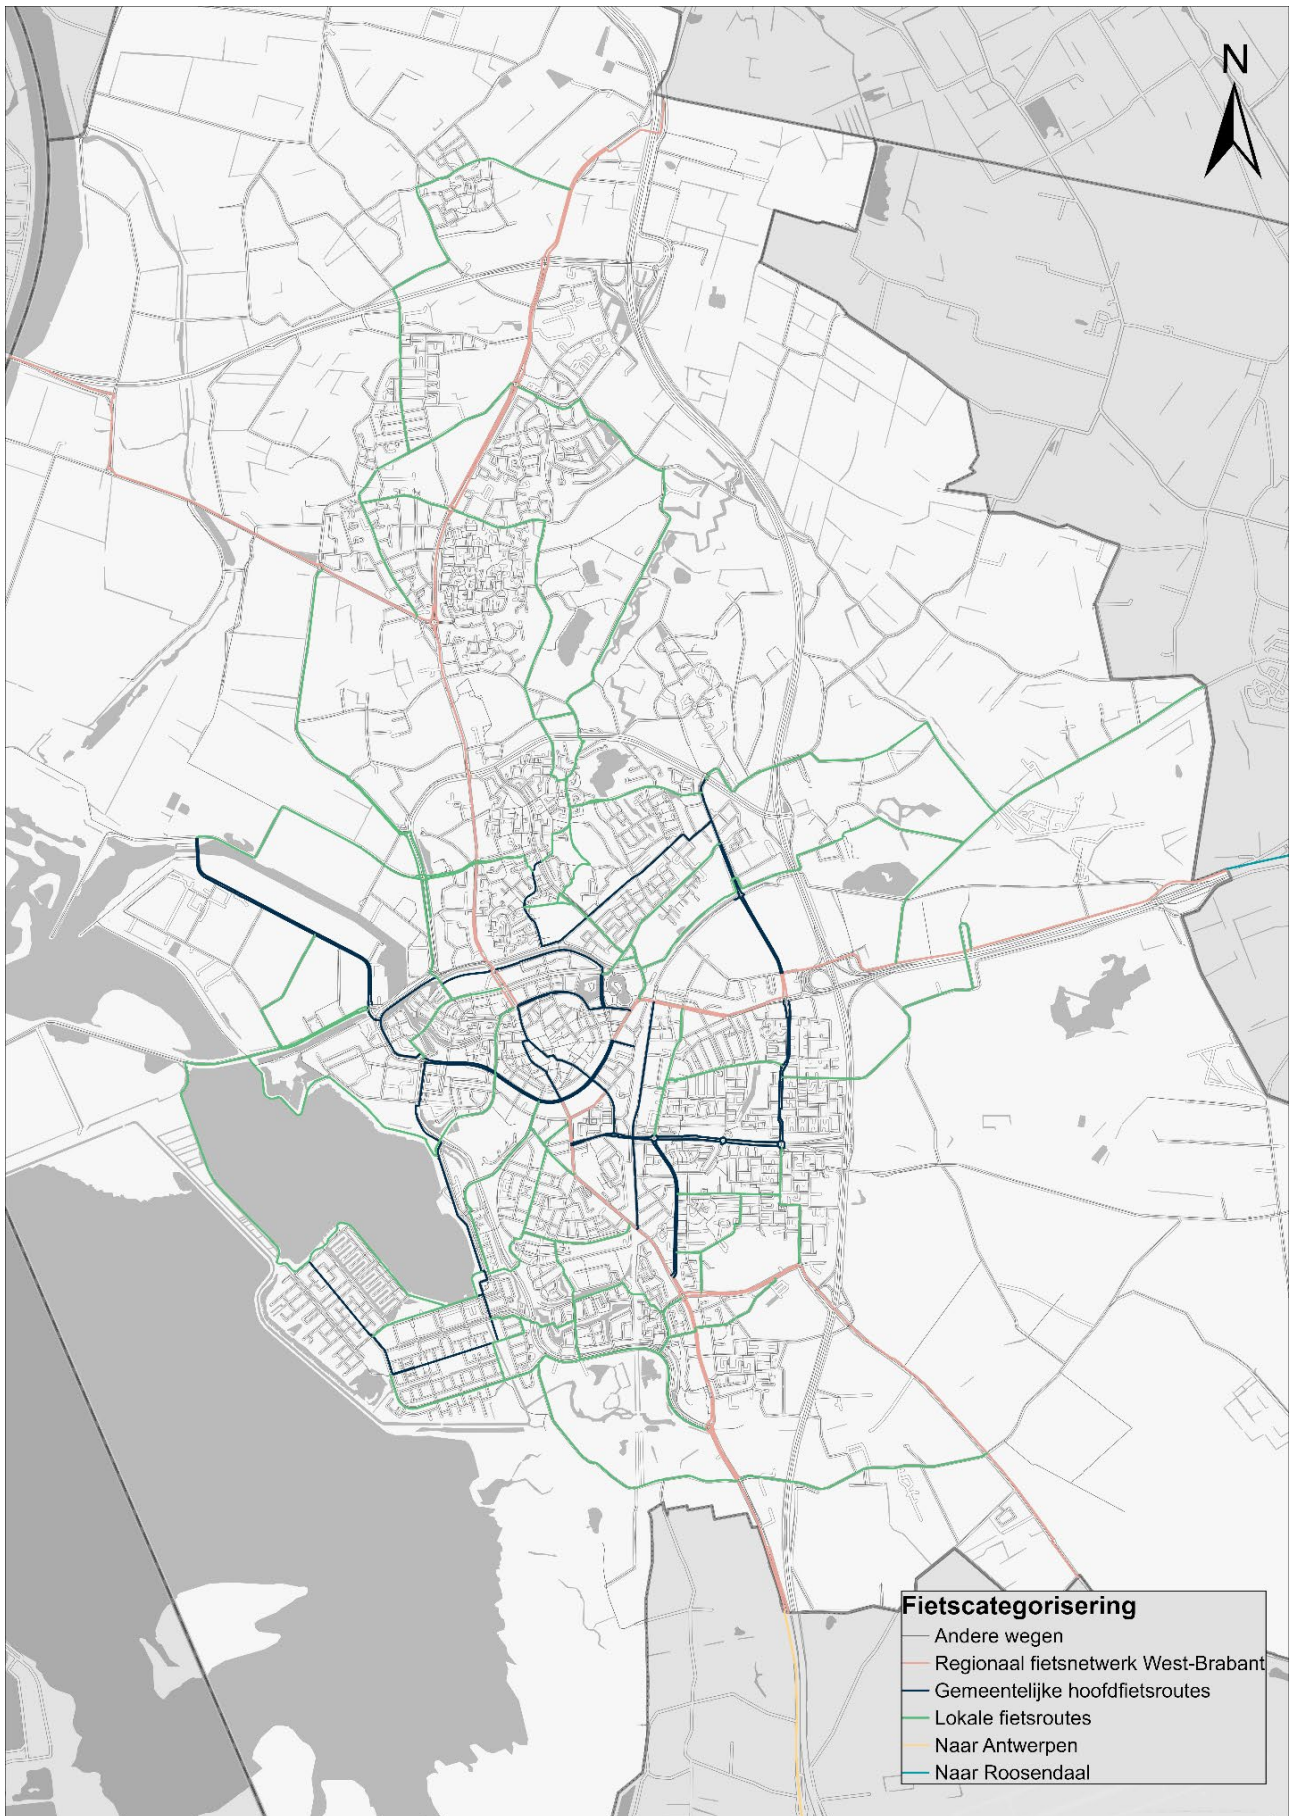 N
Fietscategorisering
Andere wegen
Regionaal fietsnetwerk West-Brabant
Gemeentelijke hoofdfietsroutes
Lokale fietsroutes
Naar Antwerpen
Naar Roosendaal